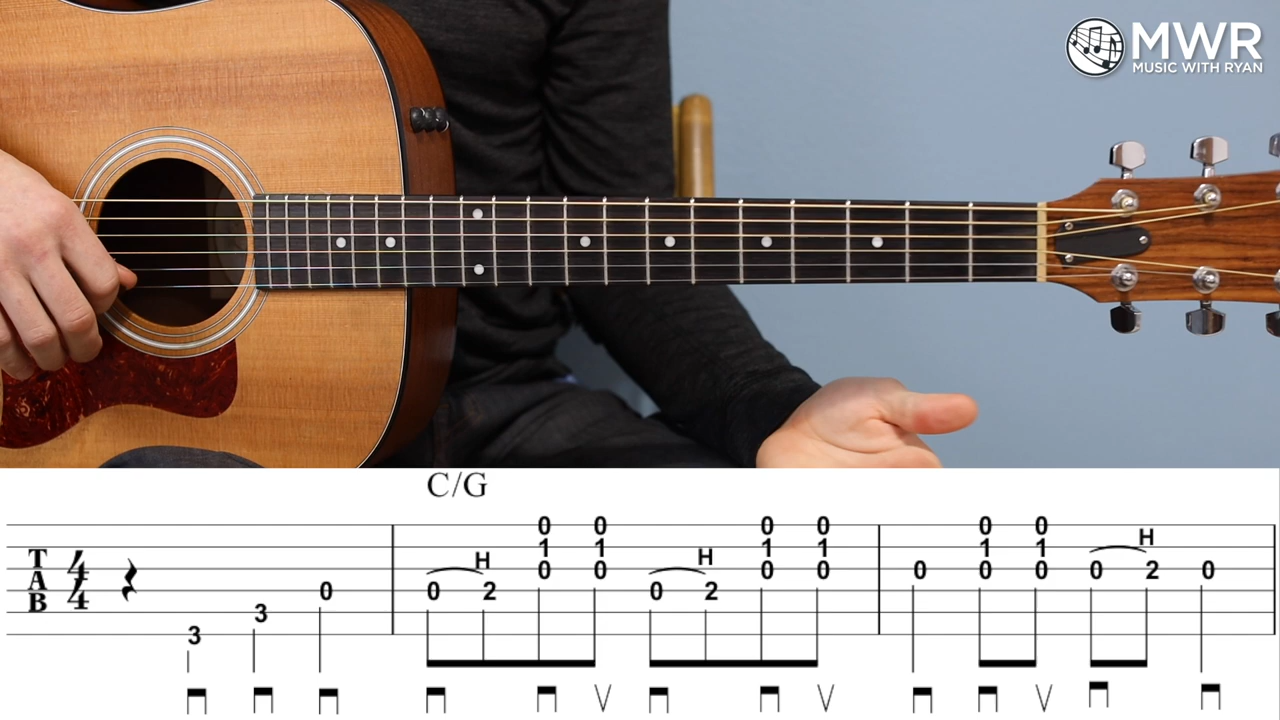 MWR
MUSIC WITH RYAN
C/G
0 0 0 0 0 0
H H 1 1 1 1 1 1 H
T 4 0 0 0 0 0 0 0 0 2 0
A 4 0 2 0 2
B 3 0
3